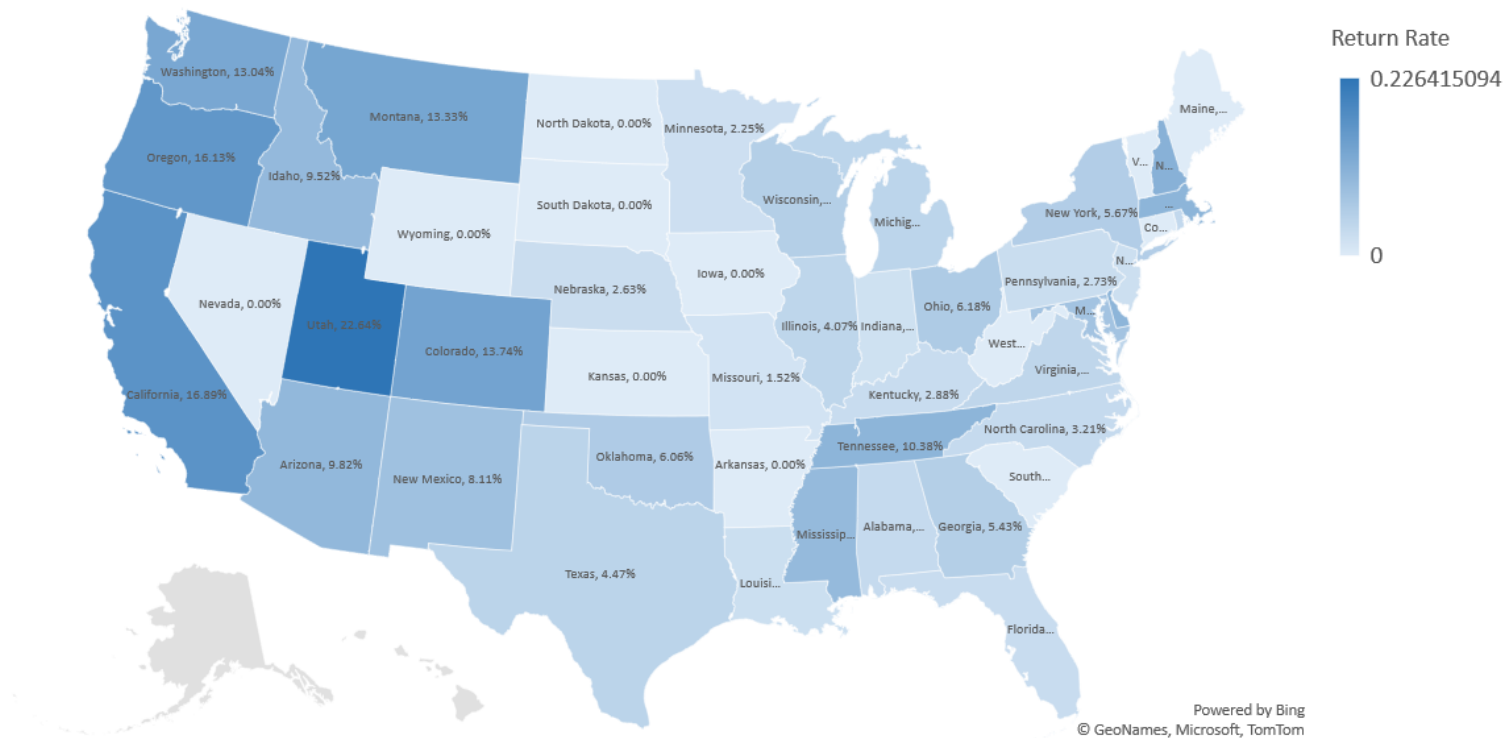 Return Rate
0.226415094
0
Washington, 13.04%
Montana, 13.33%
North Dakota, 0.00%
Minnesota, 2.25%
Maine,...
Oregon, 16.13%
Idaho, 9.52%
V...
N...
...
Wisconsin,...
South Dakota, 0.00%
Michig...
New York, 5.67%
Co...
Wyoming, 0.00%
N...
Iowa, 0.00%
Nebraska, 2.63%
Pennsylvania, 2.73%
Nevada, 0.00%
Ohio, 6.18%
M...
Utah, 22.64%
Illinois, 4.07%
Indiana,...
West...
Colorado, 13.74%
Virginia,...
Kansas, 0.00%
Missouri, 1.52%
California, 16.89%
Kentucky, 2.88%
North Carolina, 3.21%
Tennessee, 10.38%
Oklahoma, 6.06%
Arizona, 9.82%
Arkansas, 0.00%
New Mexico, 8.11%
South...
Mississip...
Alabama,...
Georgia, 5.43%
Texas, 4.47%
Louisi...
Florida...
Powered by Bing
© GeoNames, Microsoft, TomTom